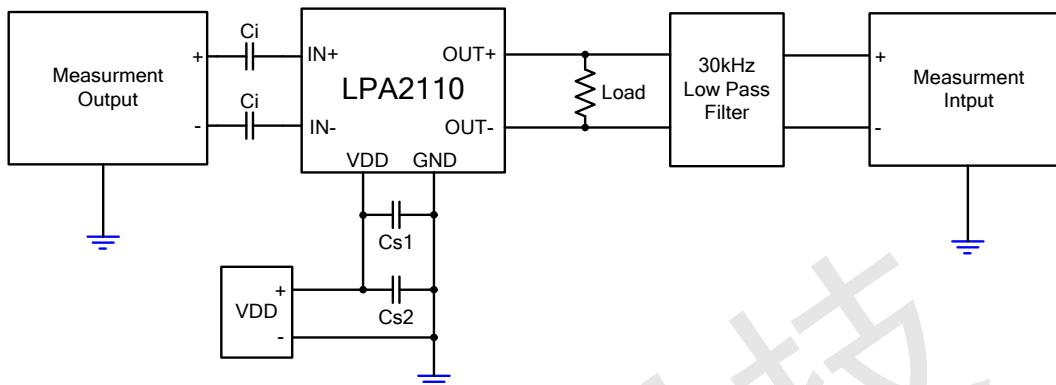 Measurment
Output
+
-
Ci
Ci
IN+
IN-
LPA2110
OUT+
OUT-
VDD
GND
Load
30kHz
Low Pass
Filter
+
-
Measurment
Intput
Cs1
Cs2
VDD
+
-
技